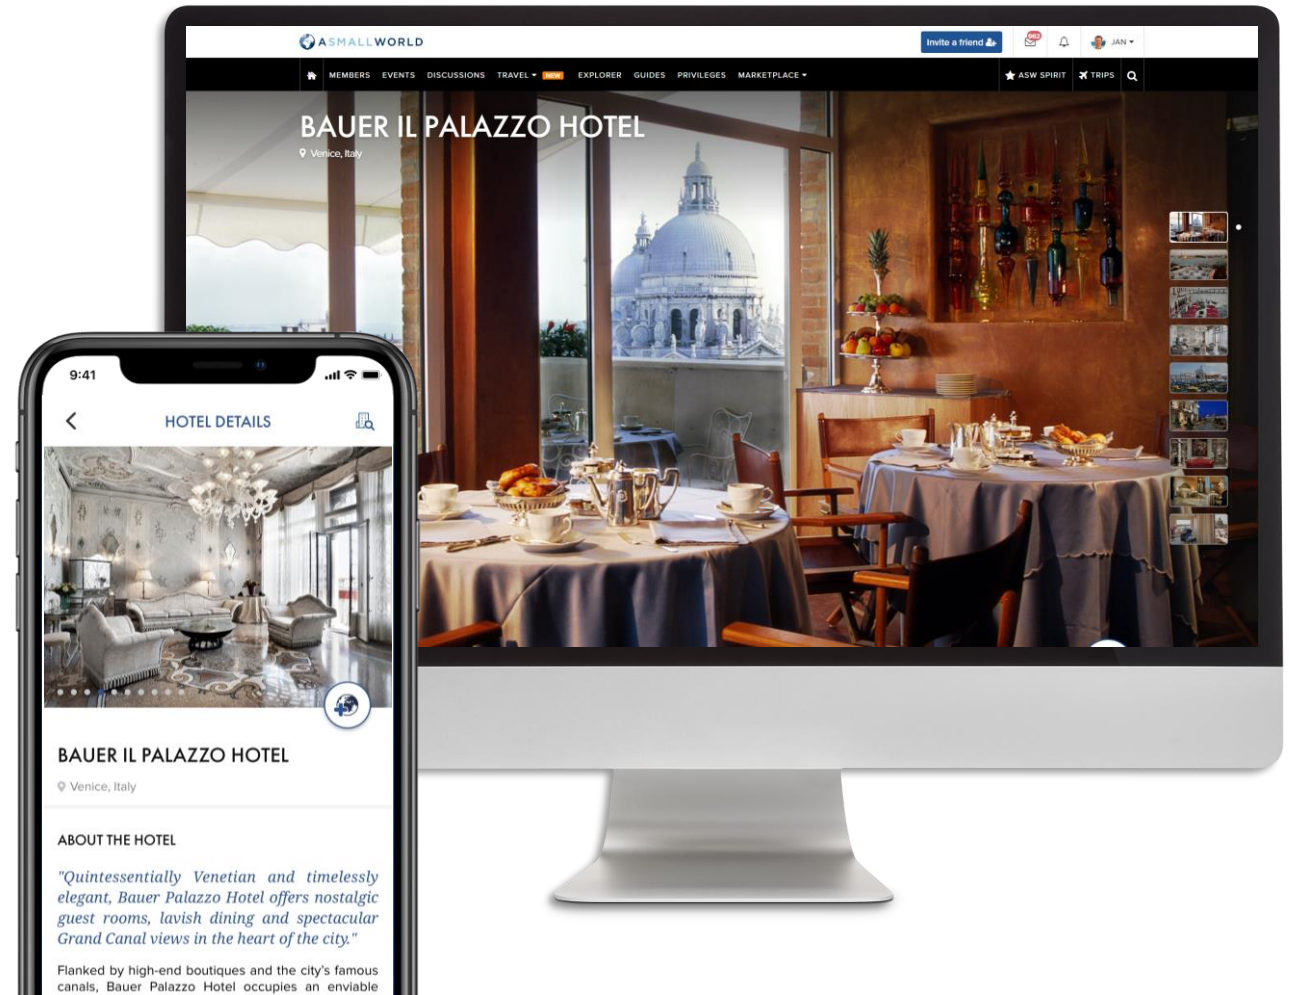 ASMALLWORLD
Invite a friend
962
JAN
MEMBERS EVENTS DISCUSSIONS TRAVEL NEW EXPLORER GUIDES PRIVILEGES MARKETPLACE
ASW SPIRIT TRIPS
BAUER IL PALAZZO HOTEL
Venice, Italy
9:41
HOTEL DETAILS
BAUER IL PALAZZO HOTEL
Venice, Italy
ABOUT THE HOTEL
"Quintessentially Venetian and timelessly
elegant, Bauer Palazzo Hotel offers nostalgic
guest rooms, lavish dining and spectacular
Grand Canal views in the heart of the city."
Flanked by high-end boutiques and the city's famous
canals, Bauer Palazzo Hotel occupies an enviable